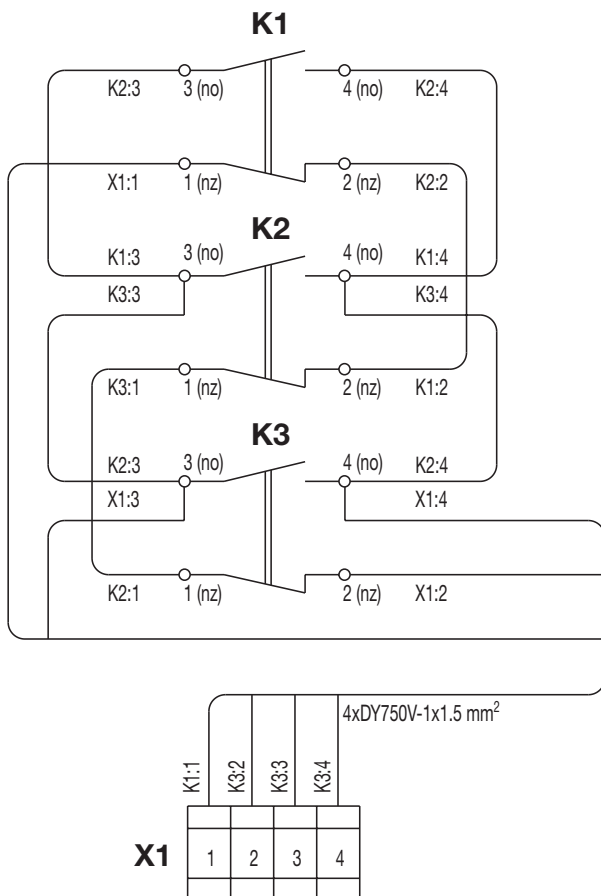 K1
K2:3 3 (no) 4 (no) K2:4
X1:1 1 (nz) 2 (nz) K2:2
K2
K1:3 3 (no) 4 (no) K1:4
K3:3 K3:4
K3:1 1 (nz) 2 (nz) K1:2
K3
K2:3 3 (no) 4 (no) K2:4
X1:3 X1:4
K2:1 1 (nz) 2 (nz) X1:2
4xDY750V-1x1.5 mm²
K1:1 K3:2 K3:3 K3:4
X1 1 2 3 4